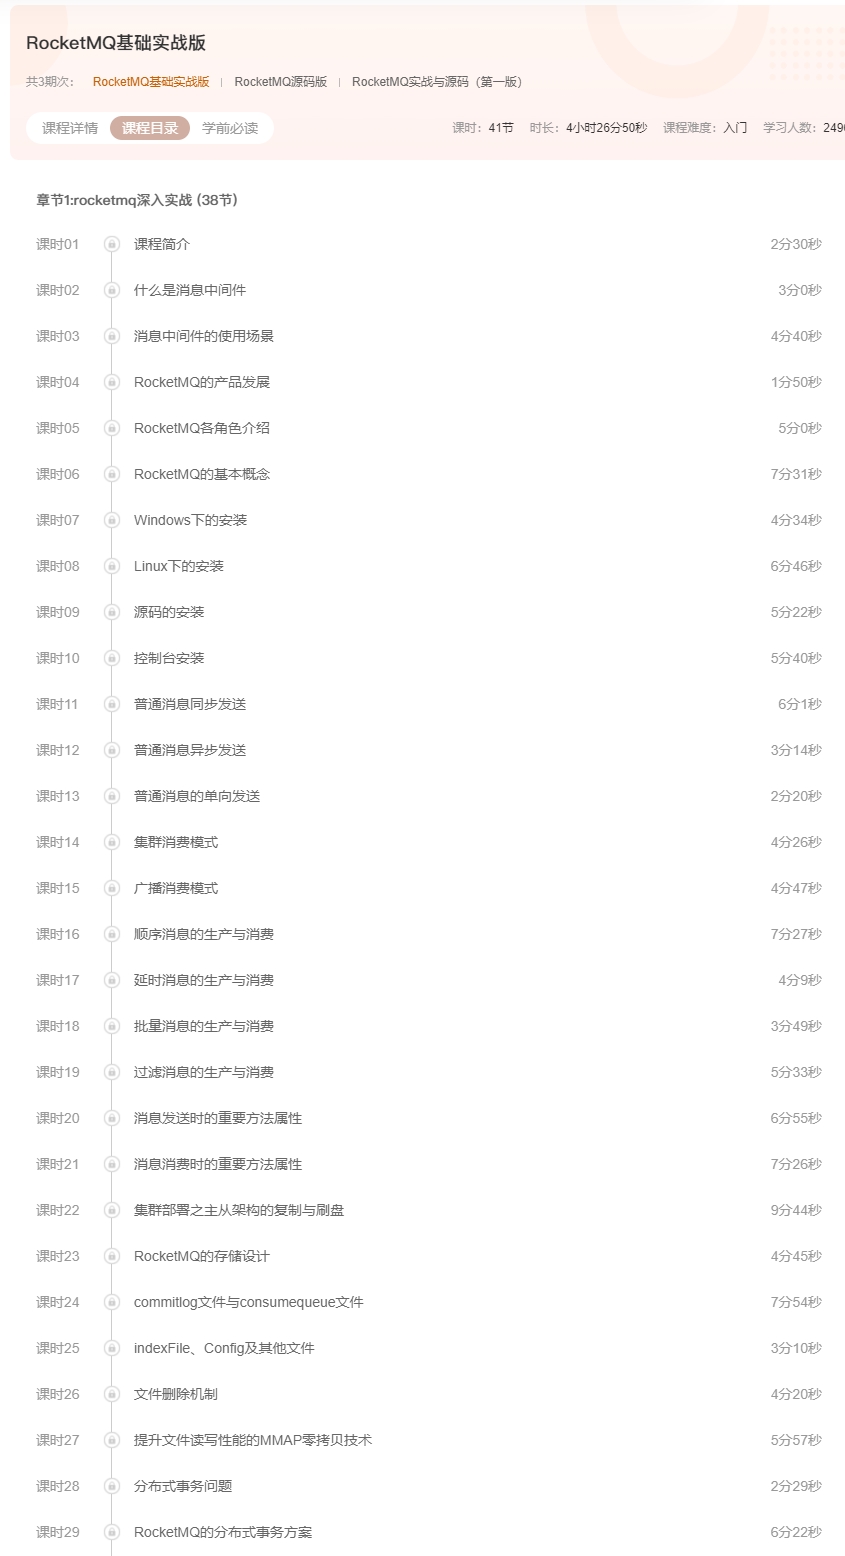 RocketMQ基础实战版
共3期次： RocketMQ基础实战版 | RocketMQ源码版 | RocketMQ实战与源码（第一版）
课程详情 课程目录 学前必读 课时：41节 时长：4小时26分50秒 课程难度：入门 学习人数：249
章节1:rocketmq深入实战 (38节)
课时01 课程简介 2分30秒
课时02 什么是消息中间件 3分0秒
课时03 消息中间件的使用场景 4分40秒
课时04 RocketMQ的产品发展 1分50秒
课时05 RocketMQ各角色介绍 5分0秒
课时06 RocketMQ的基本概念 7分31秒
课时07 Windows下的安装 4分34秒
课时08 Linux下的安装 6分46秒
课时09 源码的安装 5分22秒
课时10 控制台安装 5分40秒
课时11 普通消息同步发送 6分1秒
课时12 普通消息异步发送 3分14秒
课时13 普通消息的单向发送 2分20秒
课时14 集群消费模式 4分26秒
课时15 广播消费模式 4分47秒
课时16 顺序消息的生产与消费 7分27秒
课时17 延时消息的生产与消费 4分9秒
课时18 批量消息的生产与消费 3分49秒
课时19 过滤消息的生产与消费 5分33秒
课时20 消息发送时的重要方法属性 6分55秒
课时21 消息消费时的重要方法属性 7分26秒
课时22 集群部署之主从架构的复制与刷盘 9分44秒
课时23 RocketMQ的存储设计 4分45秒
课时24 commitlog文件与consumequeue文件 7分54秒
课时25 indexFile、Config及其他文件 3分10秒
课时26 文件删除机制 4分20秒
课时27 提升文件读写性能的MMAP零拷贝技术 5分57秒
课时28 分布式事务问题 2分29秒
课时29 RocketMQ的分布式事务方案 6分22秒